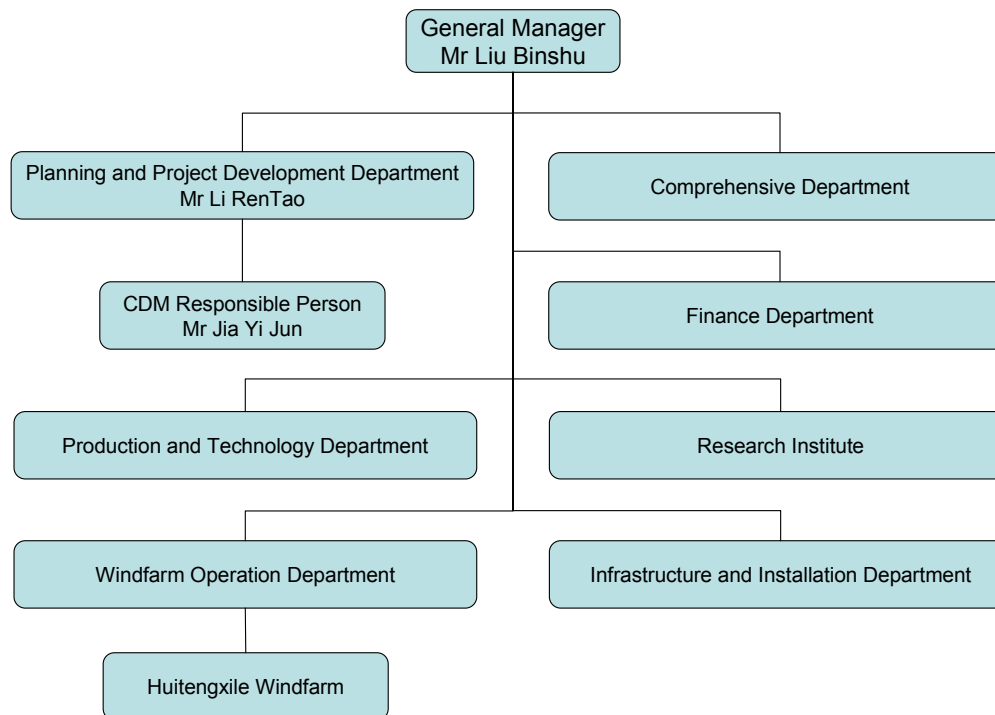 General Manager
Mr Liu Binshu
Planning and Project Development Department
Mr Li RenTao
Comprehensive Department
CDM Responsible Person
Mr Jia Yi Jun
Finance Department
Production and Technology Department
Research Institute
Windfarm Operation Department
Infrastructure and Installation Department
Huitengxile Windfarm